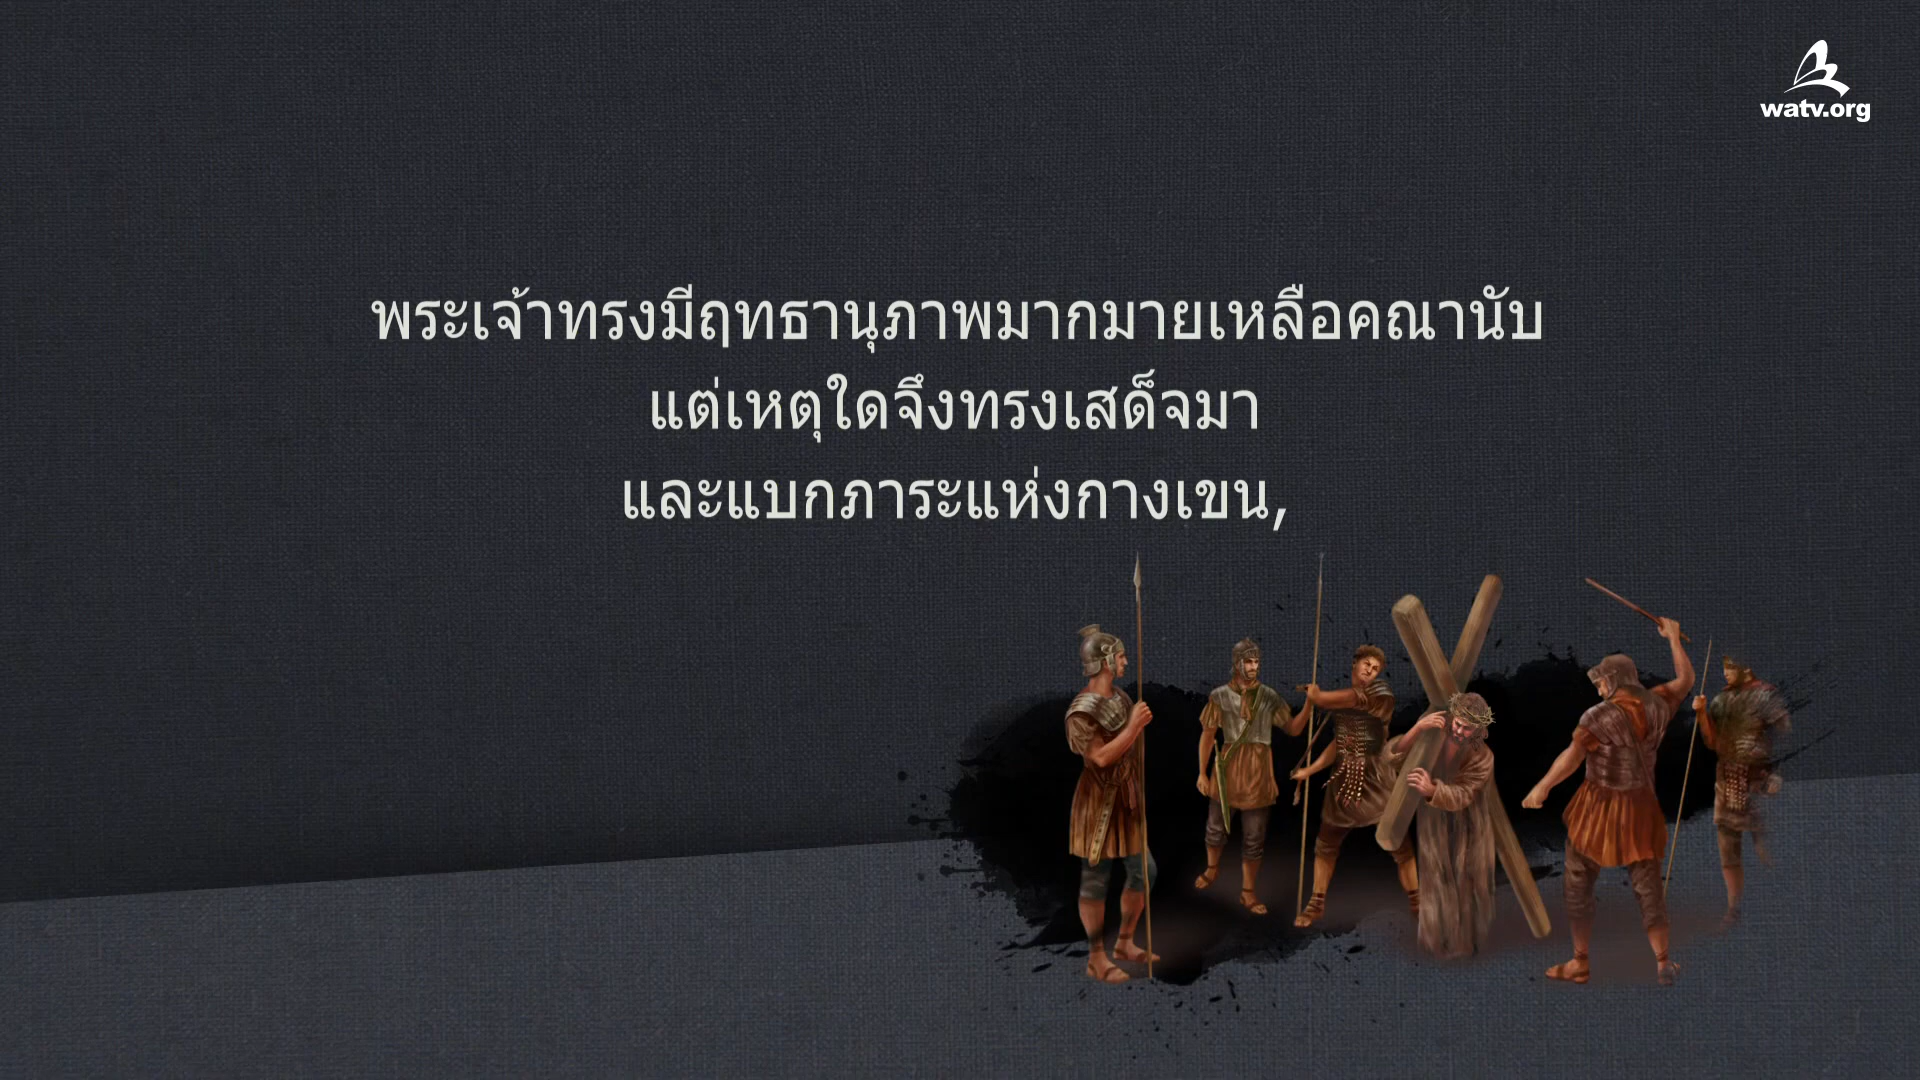 watv.org
พระเจ้าทรงมีฤทธานุภาพมากมายเหลือคณานับ
แต่เหตุใดจึงทรงเสด็จมา
และแบกภาระแห่งกางเขน,